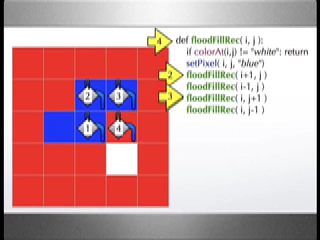 4 def floodFillRec( i, j ):
if colorAt(i,j) != "white": return
setPixel( i, j, "blue")
2 floodFillRec( i+1, j )
floodFillRec( i-1, j )
3 floodFillRec( i, j+1 )
floodFillRec( i, j-1 )
2 3
1 4